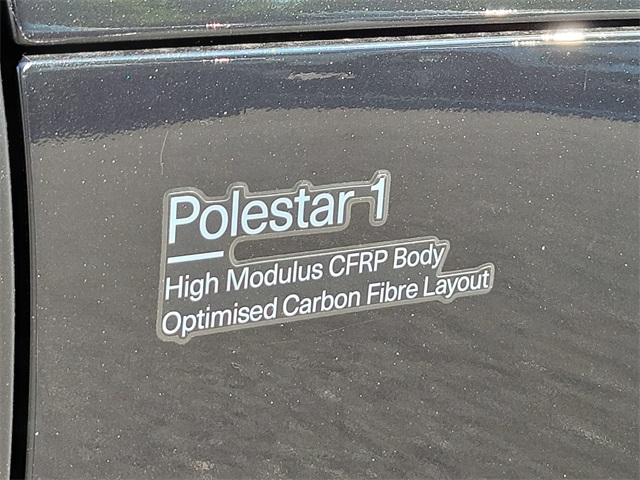 Polestar 1
High Modulus CFRP Body
Optimised Carbon Fibre Layout